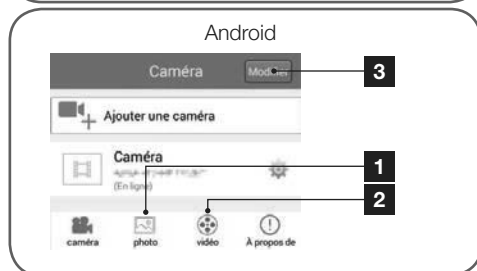 Android
Caméra Modifier 3
Ajouter une caméra
Caméra
(En ligne)
1
2
caméra photo vidéo À propos de